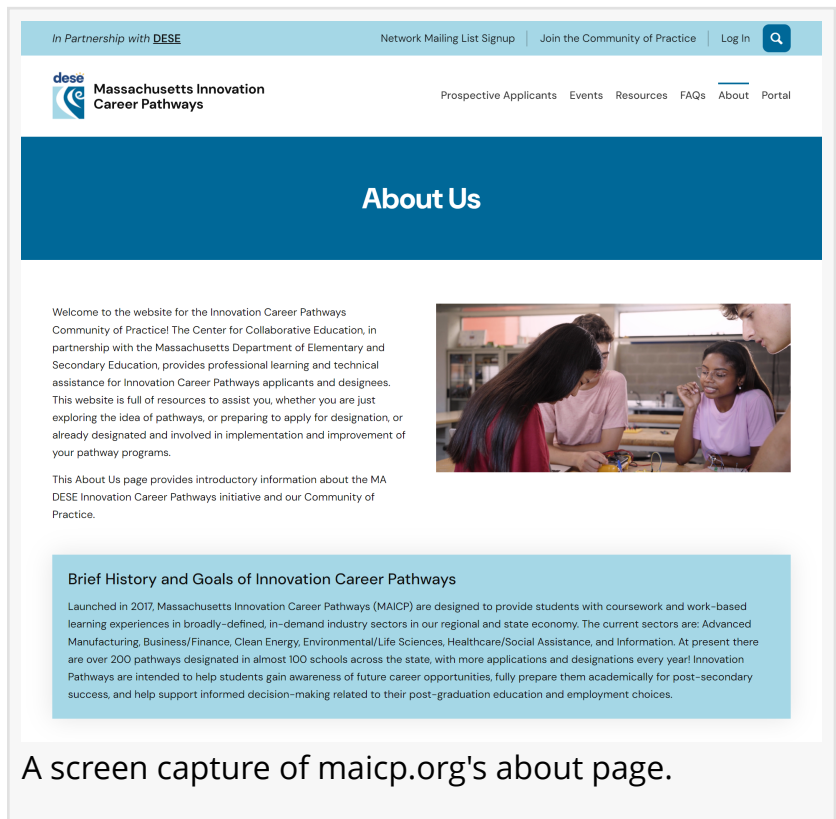 In Partnership with DESE
Network Mailing List Signup
Join the Community of Practice
Log In
dese
Massachusetts Innovation
Career Pathways
Prospective Applicants
Events
Resources
FAQs
About
Portal
About Us
Welcome to the website for the Innovation Career Pathways
Community of Practice! The Center for Collaborative Education, in
partnership with the Massachusetts Department of Elementary and
Secondary Education, provides professional learning and technical
assistance for Innovation Career Pathways applicants and designees.
This website is full of resources to assist you, whether you are just
exploring the idea of pathways, or preparing to apply for designation, or
already designated and involved in implementation and improvement of
your pathway programs.
This About Us page provides introductory information about the MA
DESE Innovation Career Pathways initiative and our Community of
Practice.
Brief History and Goals of Innovation Career Pathways
Launched in 2017, Massachusetts Innovation Career Pathways (MAICP) are designed to provide students with coursework and work-based
learning experiences in broadly-defined, in-demand industry sectors in our regional and state economy. The current sectors are: Advanced
Manufacturing, Business/Finance, Clean Energy, Environmental/Life Sciences, Healthcare/Social Assistance, and Information. At present there
are over 200 pathways designated in almost 100 schools across the state, with more applications and designations every year! Innovation
Pathways are intended to help students gain awareness of future career opportunities, fully prepare them academically for post-secondary
success, and help support informed decision-making related to their post-graduation education and employment choices.
A screen capture of maicp.org's about page.